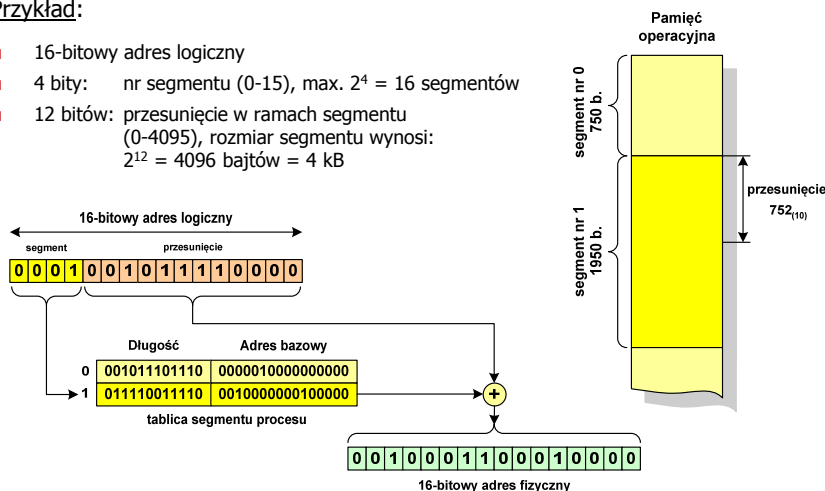 Przykład:
16-bitowy adres logiczny
4 bity: nr segmentu (0-15), max. 2⁴ = 16 segmentów
12 bitów: przesunięcie w ramach segmentu
(0-4095), rozmiar segmentu wynosi:
2¹² = 4096 bajtów = 4 kB
Pamięć
operacyjna
segment nr 0
750 b.
segment nr 1
1950 b.
przesunięcie
752₍₁₀₎
16-bitowy adres logiczny
segment przesunięcie
0 0 0 1 0 0 1 0 1 1 1 1 0 0 0 0
Długość Adres bazowy
0 001011101110 0000010000000000
1 011110011110 0010000000100000
+
tablica segmentu procesu
0 0 1 0 0 0 1 1 0 0 0 1 0 0 0 0
16-bitowy adres fizyczny